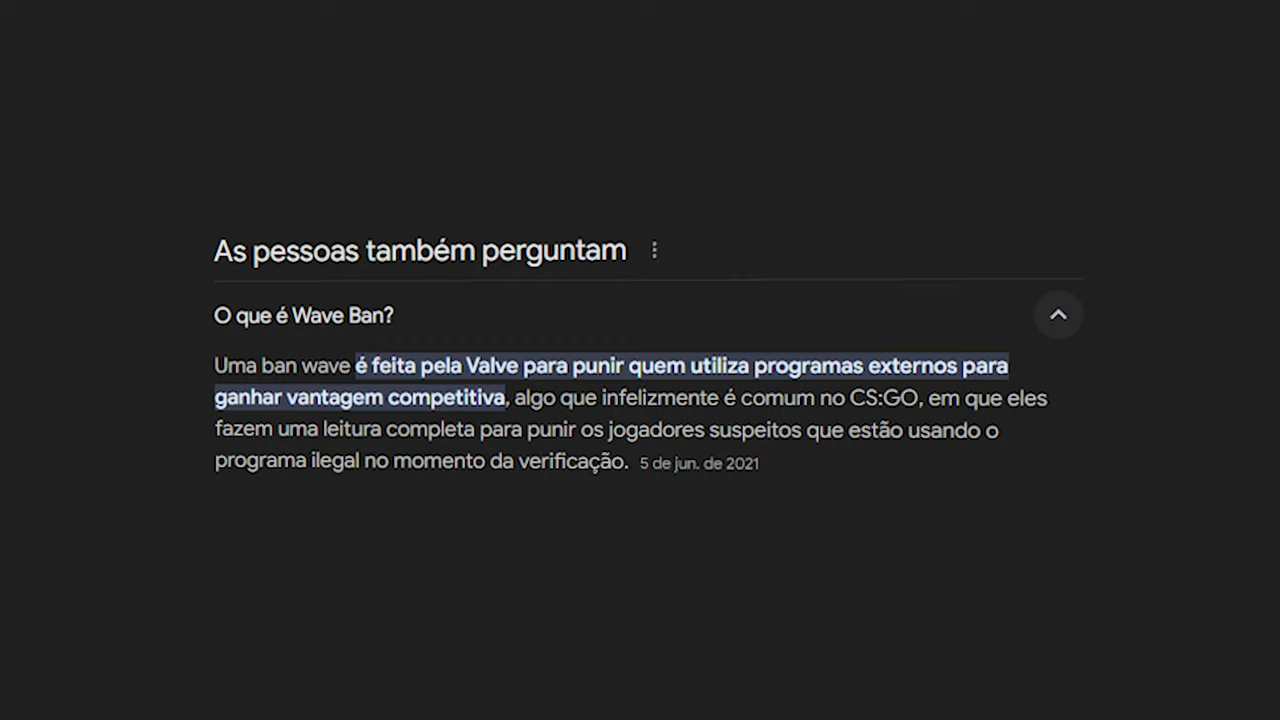 As pessoas também perguntam
O que é Wave Ban?
Uma ban wave é feita pela Valve para punir quem utiliza programas externos para
ganhar vantagem competitiva, algo que infelizmente é comum no CS:GO, em que eles
fazem uma leitura completa para punir os jogadores suspeitos que estão usando o
programa ilegal no momento da verificação. 5 de jun. de 2021